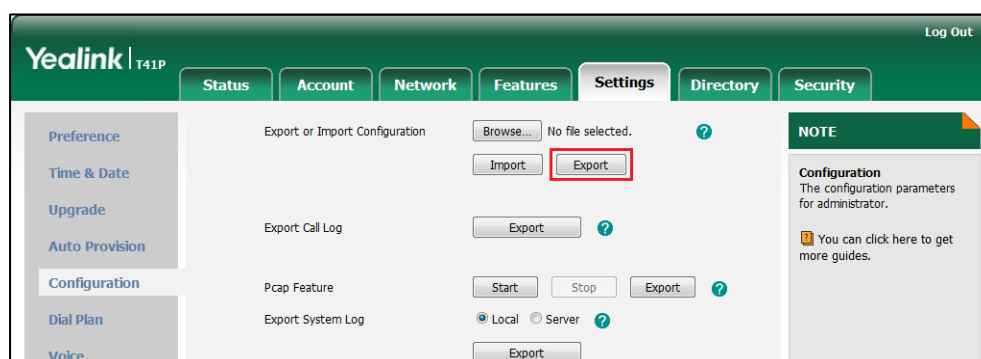 Log Out
Yealink T41P
Status Account Network Features Settings Directory Security
Preference
Time & Date
Upgrade
Auto Provision
Configuration
Dial Plan
Voice
Export or Import Configuration Browse... No file selected. ?
Import Export
Export Call Log Export ?
Pcap Feature Start Stop Export ?
Export System Log Local Server ?
Export
NOTE
Configuration
The configuration parameters
for administrator.
? You can click here to get
more guides.